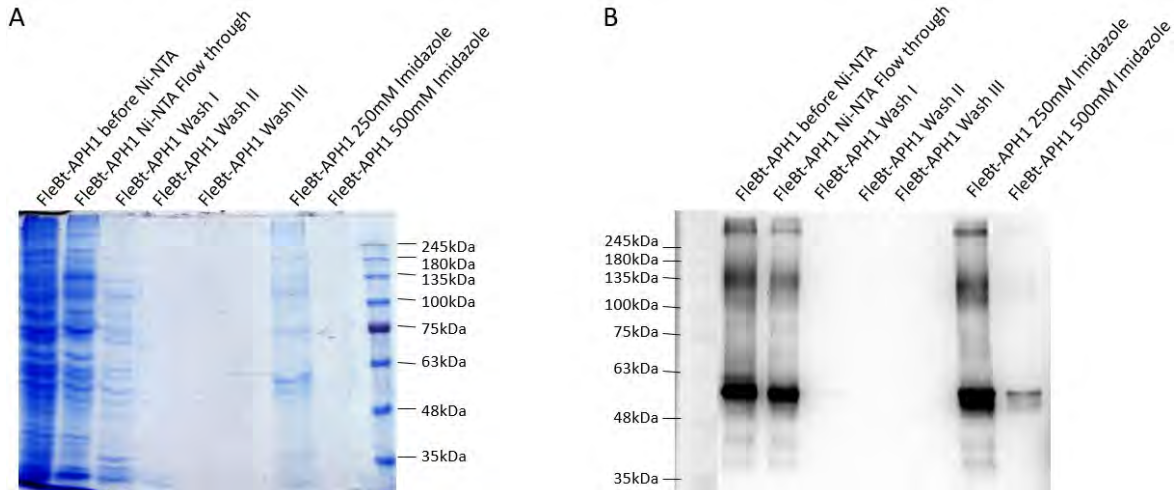 A
FleBt-APH1 before Ni-NTA
FleBt-APH1 Ni-NTA Flow through
FleBt-APH1 Wash I
FleBt-APH1 Wash II
FleBt-APH1 Wash III
FleBt-APH1 250mM Imidazole
FleBt-APH1 500mM Imidazole
245kDa
180kDa
135kDa
100kDa
75kDa
63kDa
48kDa
35kDa
B
FleBt-APH1 before Ni-NTA
FleBt-APH1 Ni-NTA Flow through
FleBt-APH1 Wash I
FleBt-APH1 Wash II
FleBt-APH1 Wash III
FleBt-APH1 250mM Imidazole
FleBt-APH1 500mM Imidazole
245kDa
180kDa
135kDa
100kDa
75kDa
63kDa
48kDa
35kDa